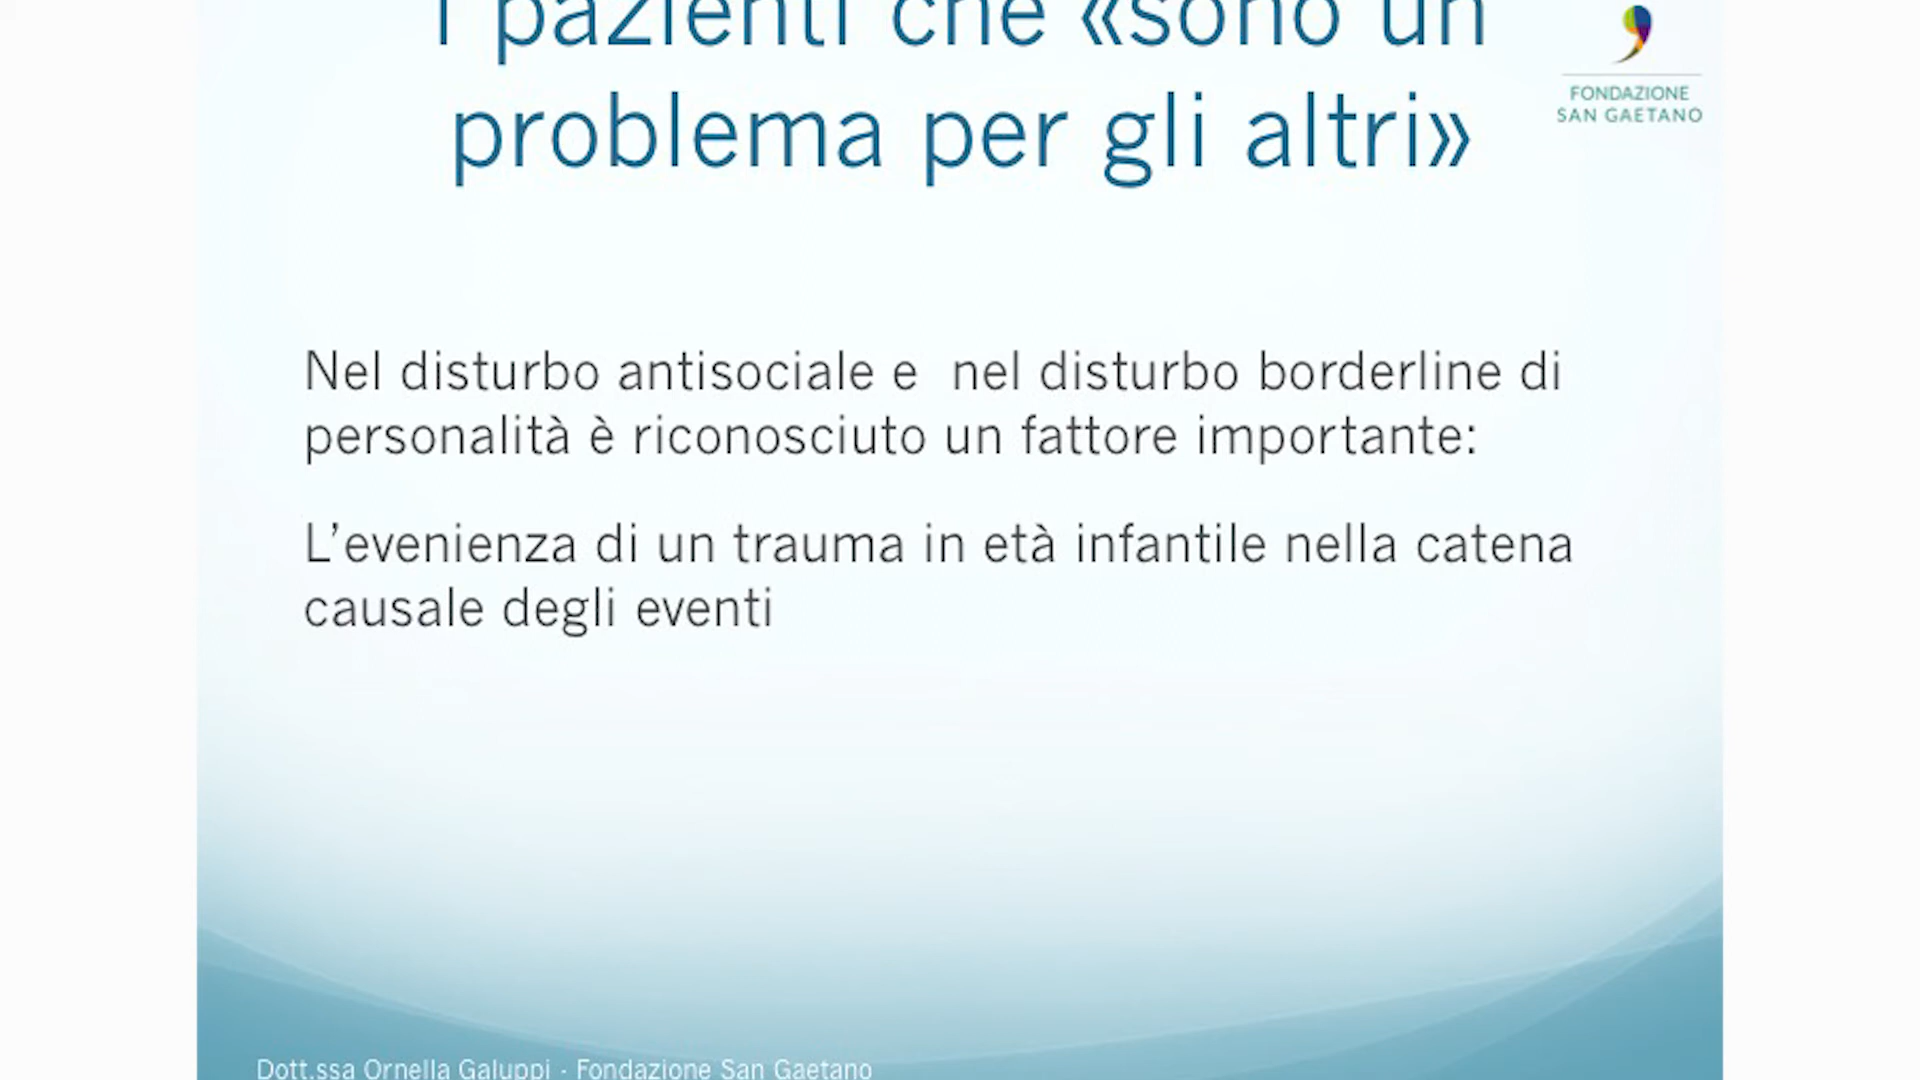 I pazienti che «sono un
problema per gli altri»
FONDAZIONE
SAN GAETANO
Nel disturbo antisociale e  nel disturbo borderline di
personalità è riconosciuto un fattore importante:
L’evenienza di un trauma in età infantile nella catena
causale degli eventi
Dott.ssa Ornella Galuppi - Fondazione San Gaetano